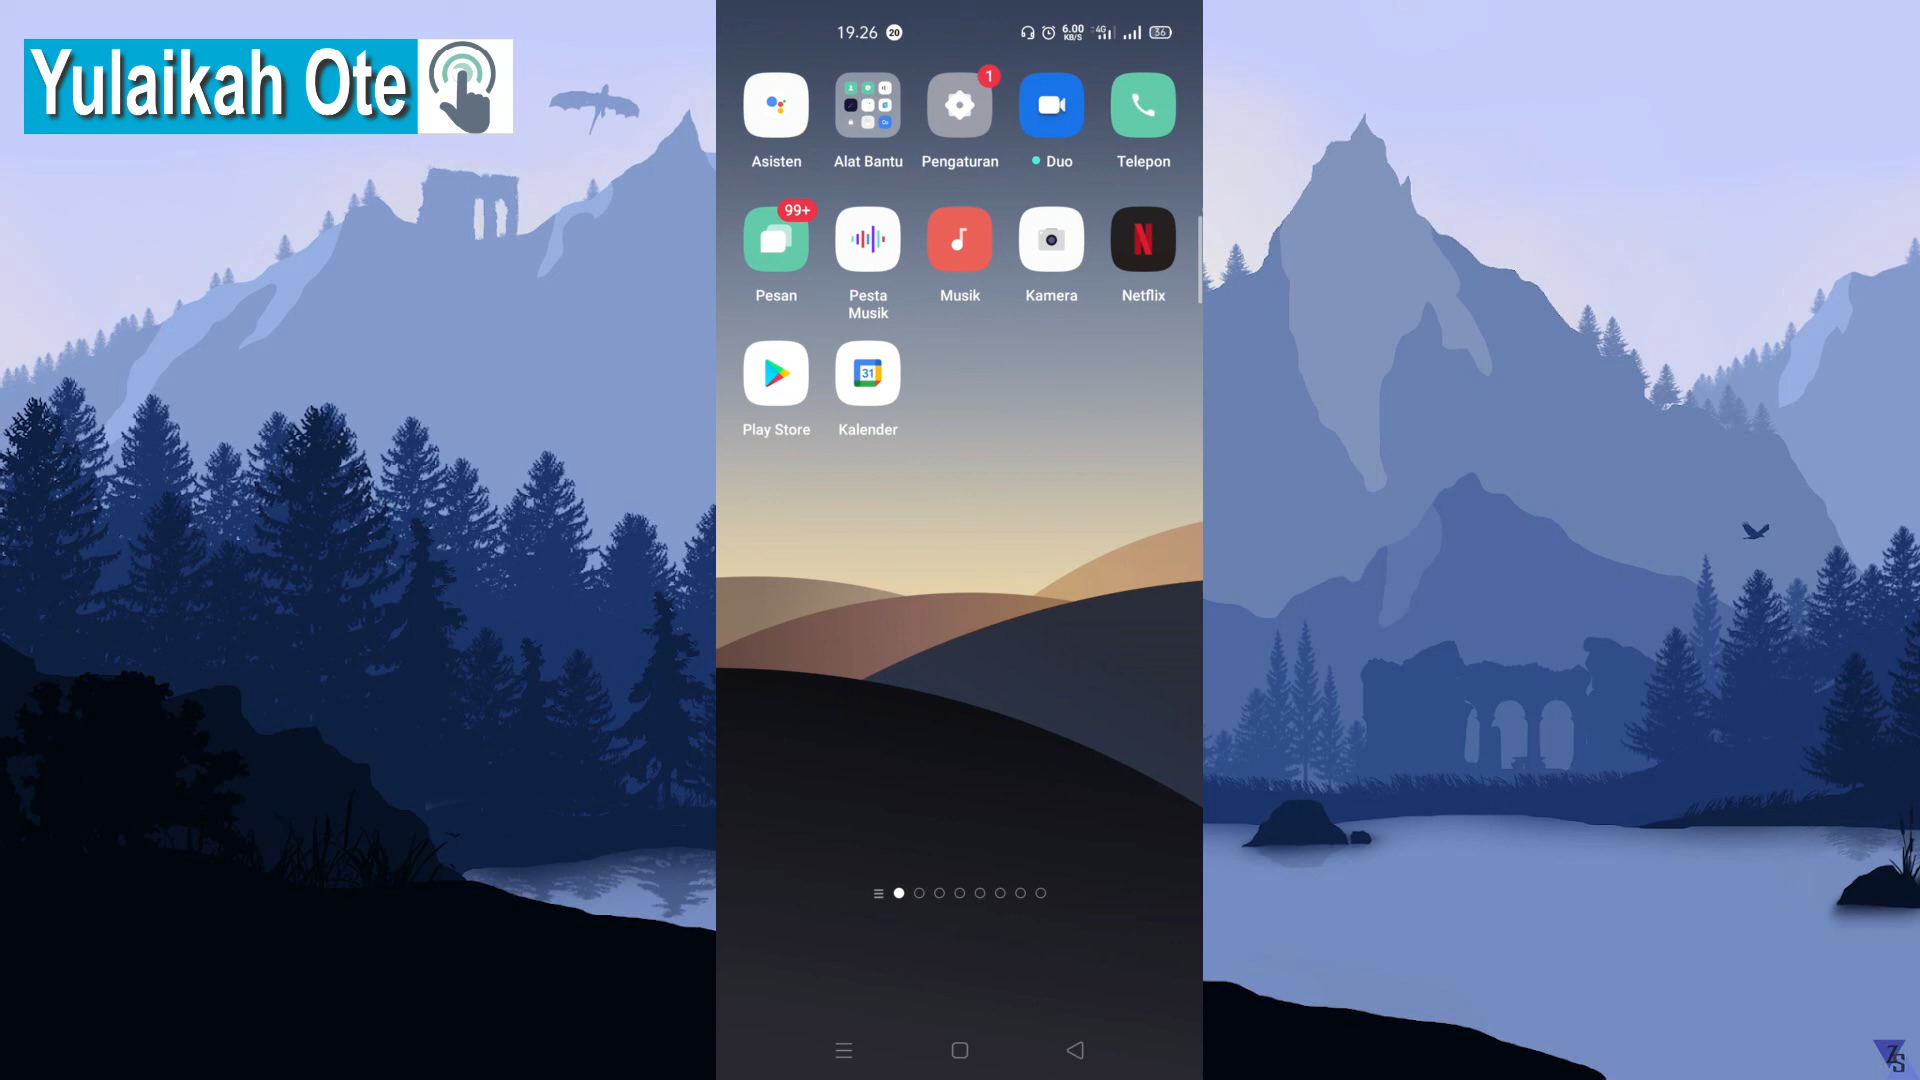 Yulaikah Ote
19.26 20
6.00
KB/S
4G
36
1
Asisten
Alat Bantu
Pengaturan
Duo
Telepon
99+
Pesan
Pesta
Musik
Musik
Kamera
N
Netflix
31
Play Store
Kalender
ZS